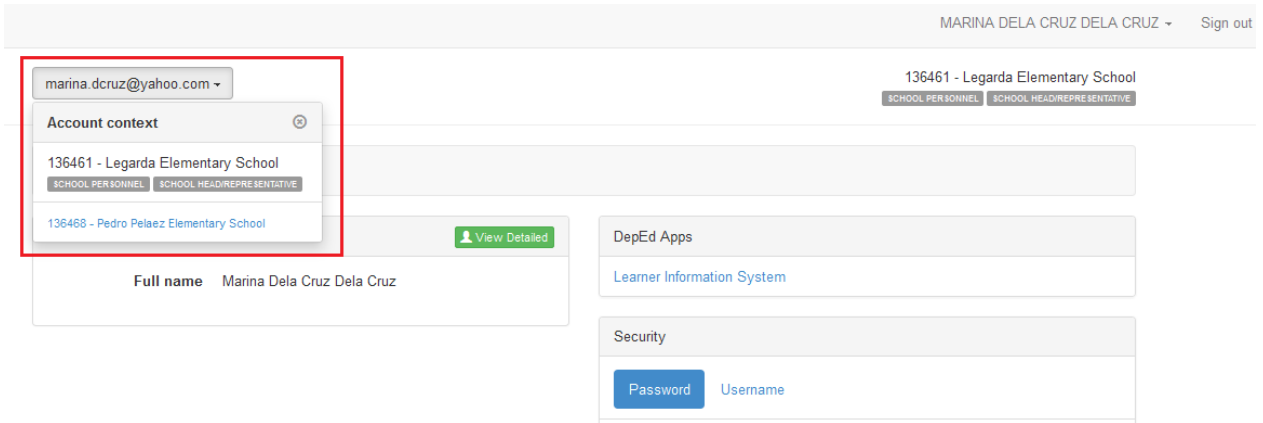 MARINA DELA CRUZ DELA CRUZ
Sign out
marina.dcruz@yahoo.com
136461 - Legarda Elementary School
SCHOOL PERSONNEL SCHOOL HEAD/REPRESENTATIVE
Account context
136461 - Legarda Elementary School
SCHOOL PERSONNEL SCHOOL HEAD/REPRESENTATIVE
136468 - Pedro Pelaez Elementary School
View Detailed
Full name Marina Dela Cruz Dela Cruz
DepEd Apps
Learner Information System
Security
Password Username